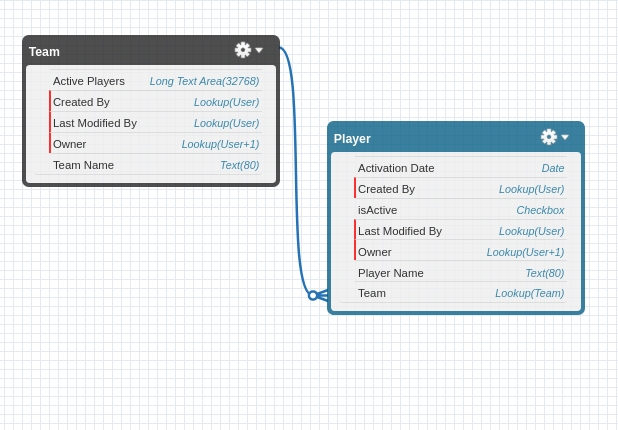 Team
Active Players Long Text Area(32768)
Created By Lookup(User)
Last Modified By Lookup(User)
Owner Lookup(User+1)
Team Name Text(80)
Player
Activation Date Date
Created By Lookup(User)
isActive Checkbox
Last Modified By Lookup(User)
Owner Lookup(User+1)
Player Name Text(80)
Team Lookup(Team)